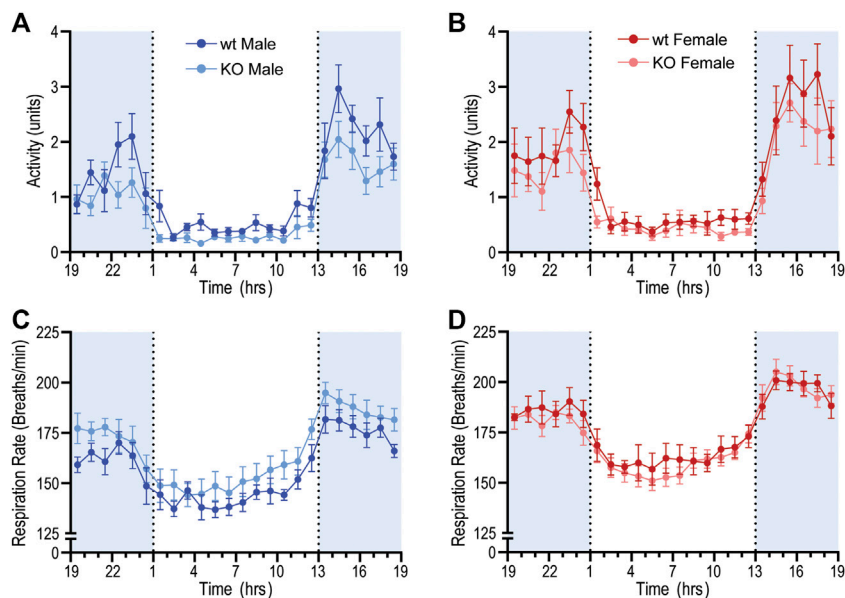 A
wt Male
KO Male
Activity (units)
4
3
2
1
0
19 22 1 4 7 10 13 16 19
Time (hrs)
B
wt Female
KO Female
Activity (units)
4
3
2
1
0
19 22 1 4 7 10 13 16 19
Time (hrs)
C
Respiration Rate (Breaths/min)
225
200
175
150
125
0
19 22 1 4 7 10 13 16 19
Time (hrs)
D
Respiration Rate (Breaths/min)
225
200
175
150
125
0
19 22 1 4 7 10 13 16 19
Time (hrs)